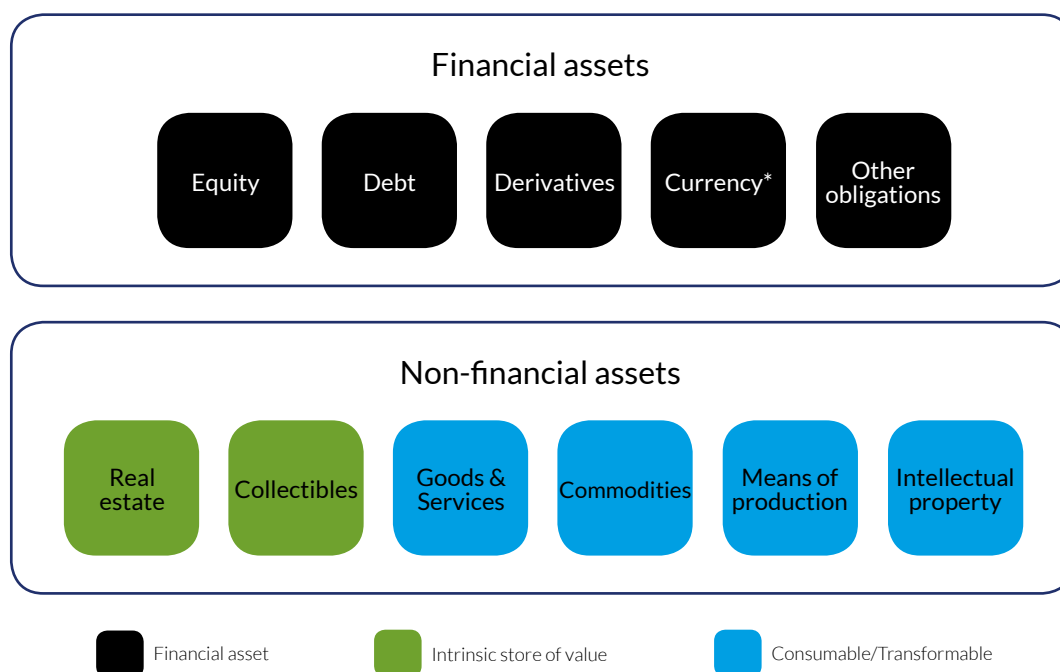 Financial assets
Equity
Debt
Derivatives
Currency*
Other
obligations
Non-financial assets
Real
estate
Collectibles
Goods &
Services
Commodities
Means of
production
Intellectual
property
Financial asset
Intrinsic store of value
Consumable/Transformable